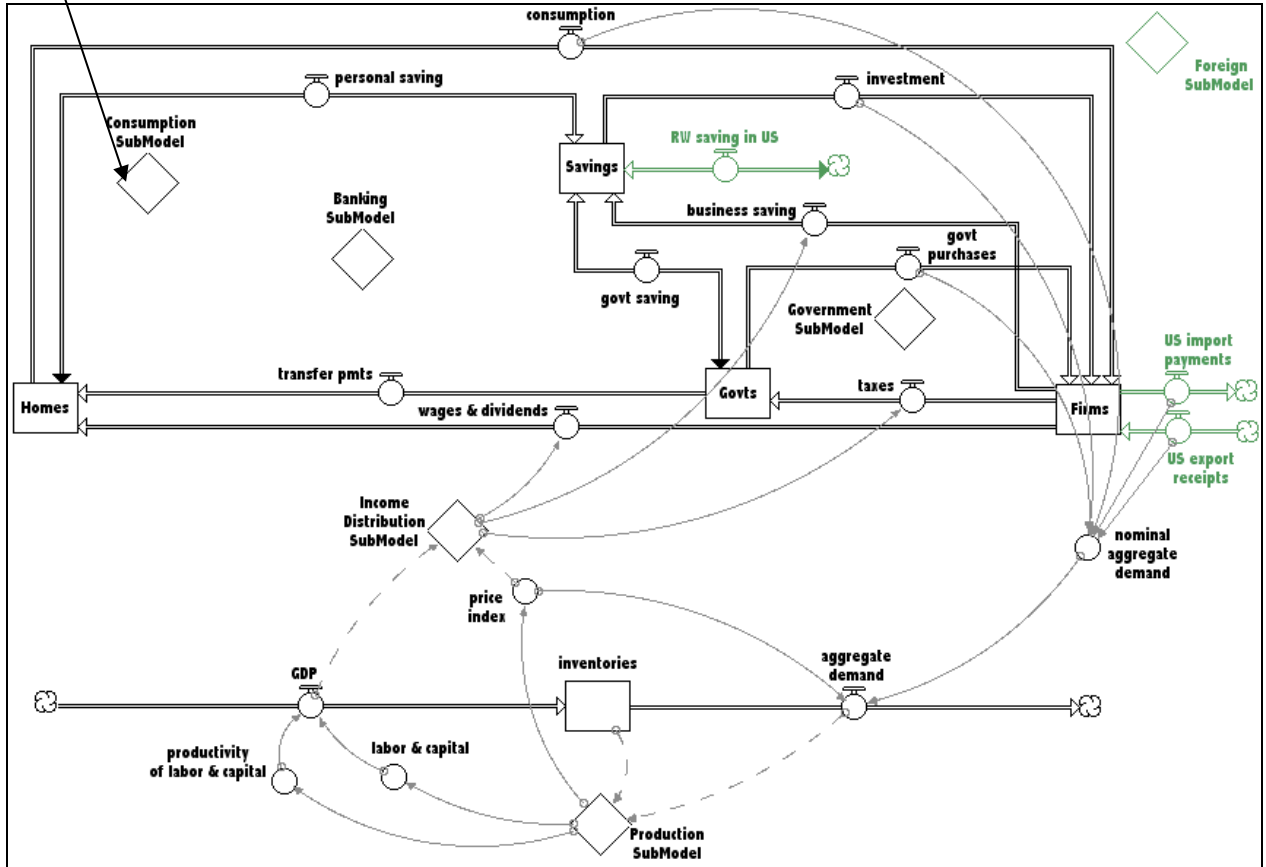 consumption
Foreign
SubModel
personal saving
investment
Consumption
SubModel
RW saving in US
Savings
Banking
SubModel
business saving
govt
purchases
govt saving
Government
SubModel
US import
payments
transfer pmts
Govts
taxes
Homes
wages & dividends
Firms
US export
receipts
Income
Distribution
SubModel
nominal
aggregate
demand
price
index
GDP
inventories
aggregate
demand
productivity
of labor & capital
labor & capital
Production
SubModel